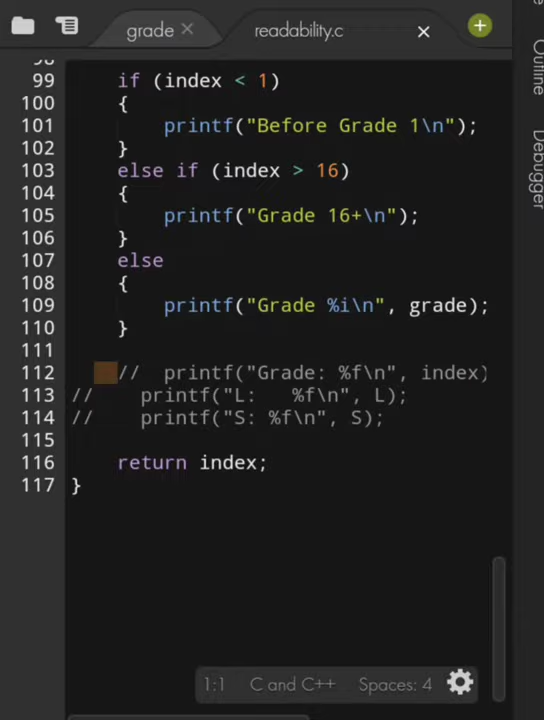 grade
readability.c
Outline
Debugger
99 if (index < 1)
100 {
101 printf("Before Grade 1\n");
102 }
103 else if (index > 16)
104 {
105 printf("Grade 16+\n");
106 }
107 else
108 {
109 printf("Grade %i\n", grade);
110 }
111
112 // printf("Grade: %f\n", index)
113 // printf("L: %f\n", L);
114 // printf("S: %f\n", S);
115
116 return index;
117 }
1:1 C and C++ Spaces: 4